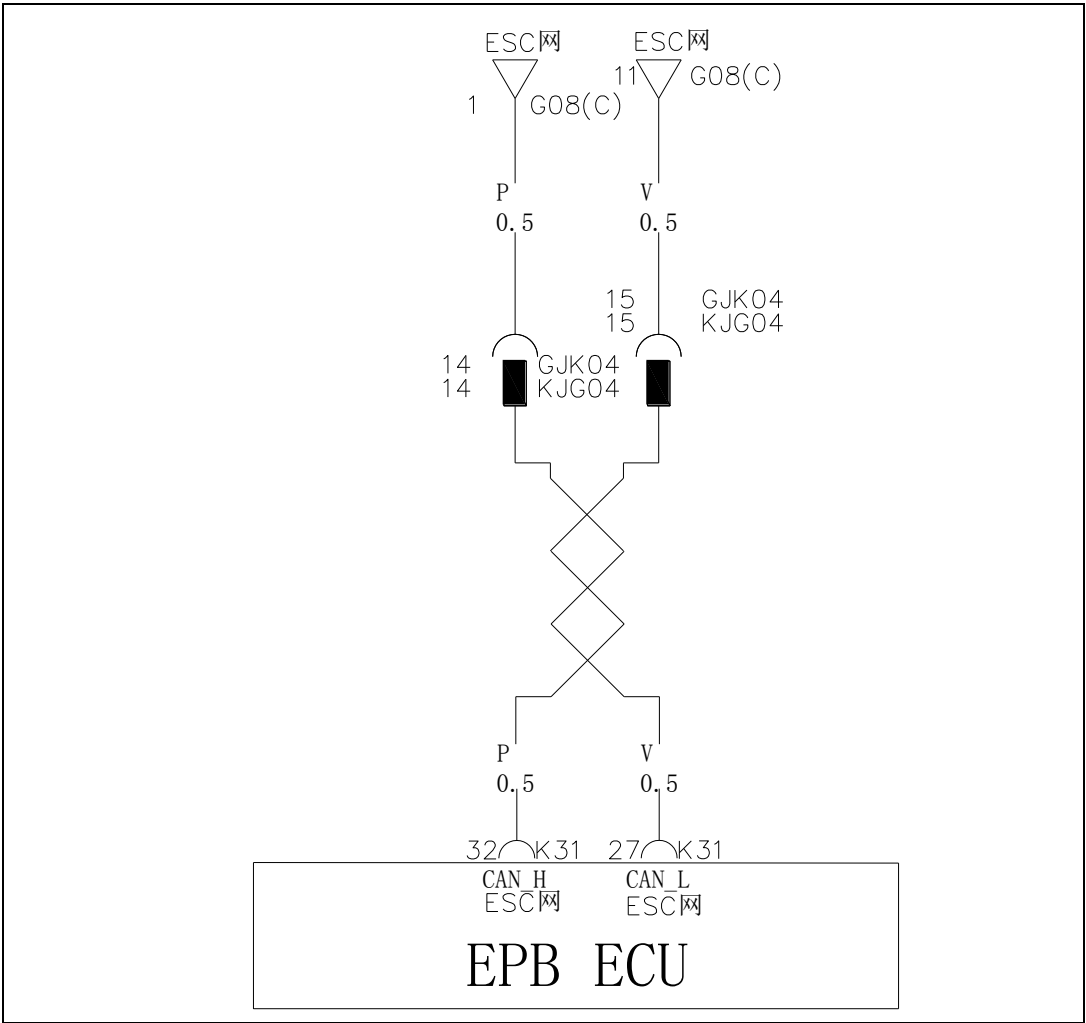 ESC网 ESC网
11 G08(C)
1 G08(C)
P V
0.5 0.5
15 GJK04
15 KJG04
14 GJK04
14 KJG04
P V
0.5 0.5
32 K31 27 K31
CAN_H CAN_L
ESC网 ESC网
EPB ECU